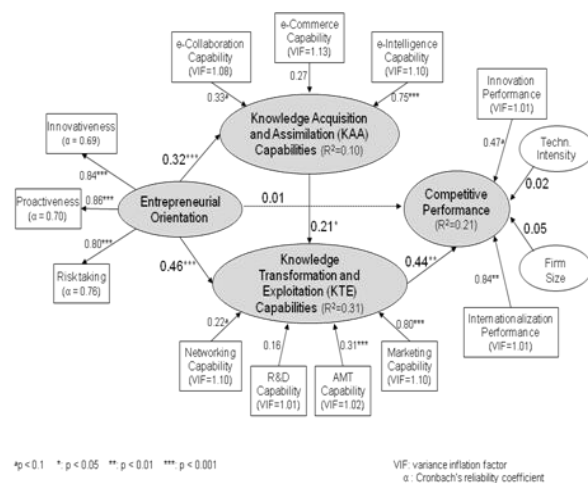 e-Collaboration
Capability
(VIF=1.08)
e-Commerce
Capability
(VIF=1.13)
e-Intelligence
Capability
(VIF=1.10)
0.33ª
0.27
0.75***
Innovation
Performance
(VIF=1.01)
Innovativeness
(α = 0.69)
Knowledge Acquisition
and Assimilation (KAA)
Capabilities (R²=0.10)
0.47ª
Techn.
Intensity
0.32***
0.84***
0.02
Proactiveness
(α = 0.70)
0.86***
Entrepreneurial
Orientation
0.01
Competitive
Performance
(R²=0.21)
0.21*
0.05
0.80***
Risktaking
(α = 0.76)
0.46***
Knowledge
Transformation and
Exploitation (KTE)
Capabilities (R²=0.31)
0.44**
Firm
Size
0.84**
0.22ª
0.16
0.31***
0.80***
Internationalization
Performance
(VIF=1.01)
Networking
Capability
(VIF=1.10)
R&D
Capability
(VIF=1.01)
AMT
Capability
(VIF=1.02)
Marketing
Capability
(VIF=1.10)
ªp < 0.1 *: p < 0.05 **: p < 0.01 ***: p < 0.001
VIF: variance inflation factor
α : Cronbach's reliability coefficient